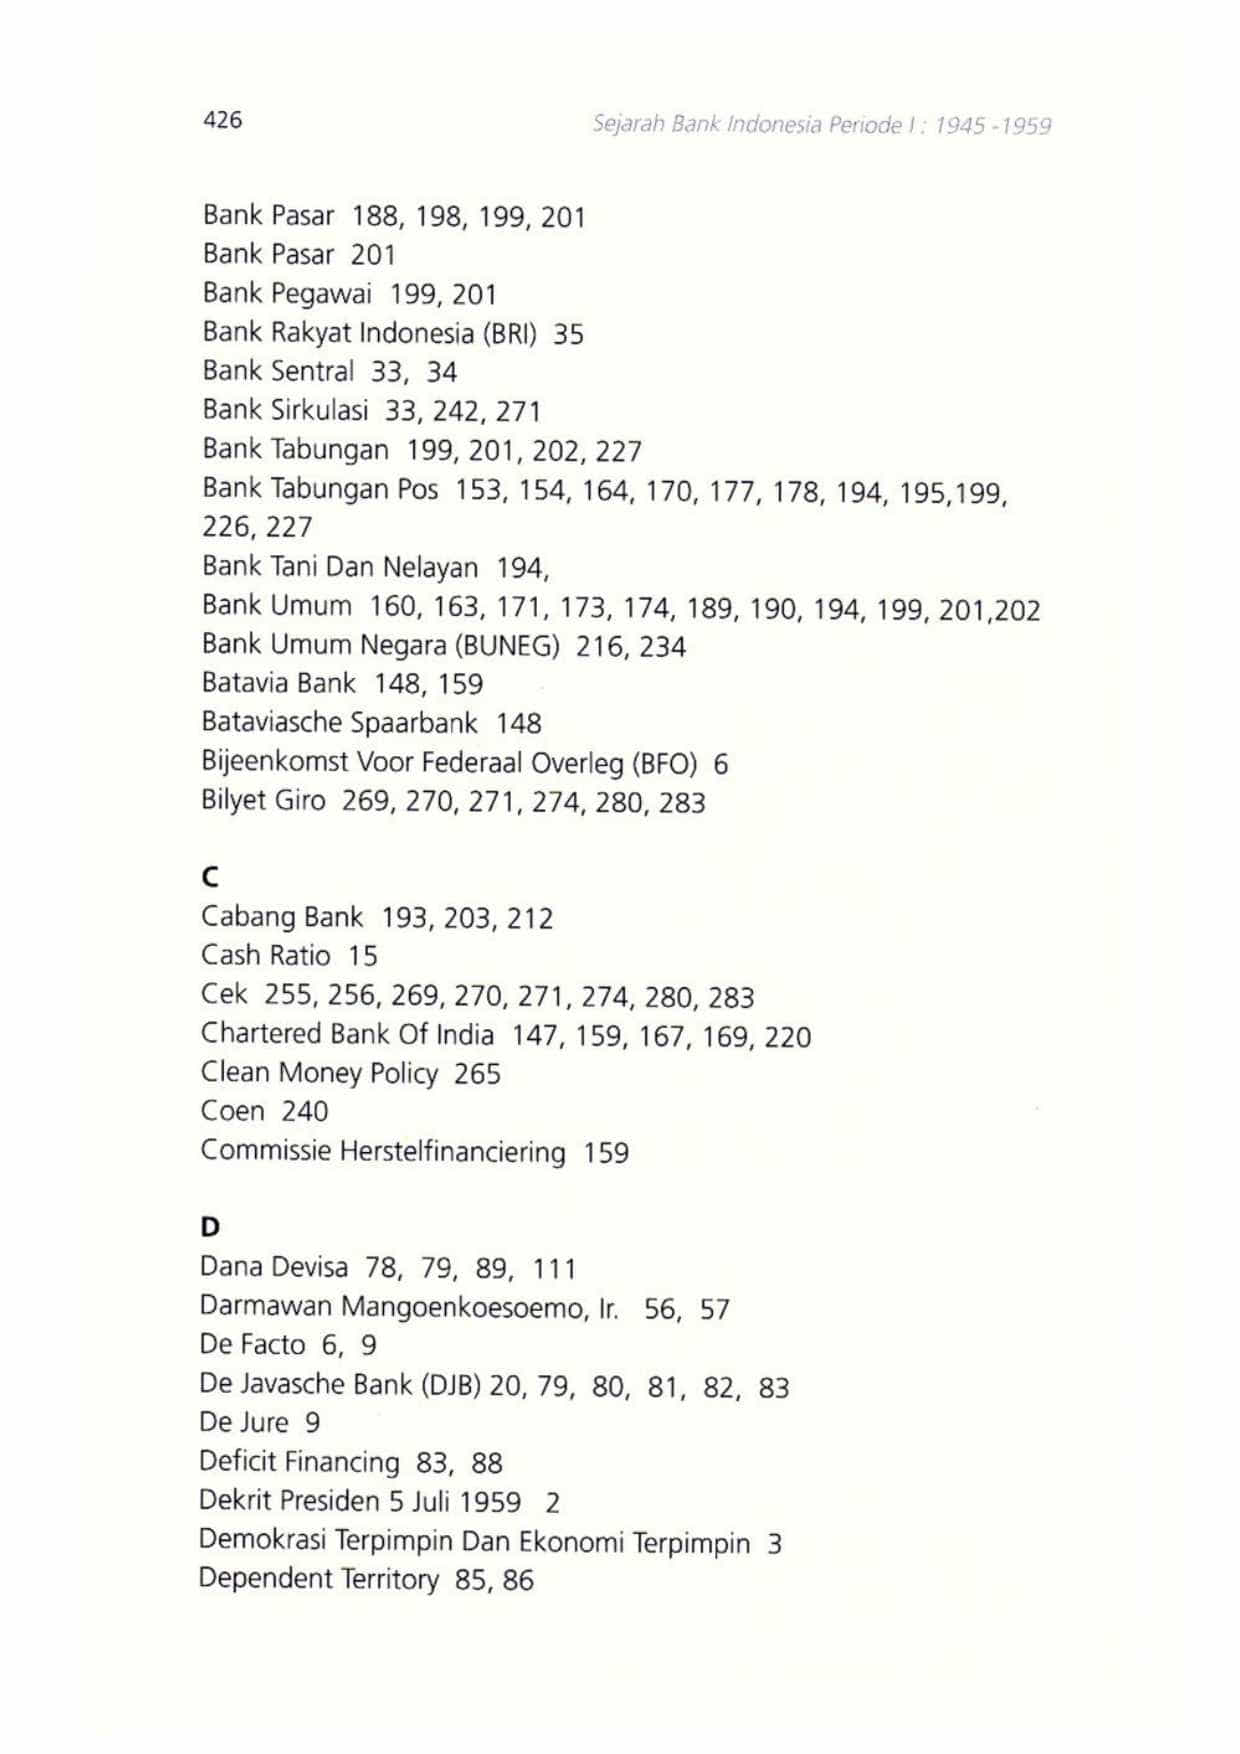 426
Sejarah Bank Indonesia Periode I : 1945 -1959
Bank Pasar 188, 198, 199, 201
Bank Pasar 201
Bank Pegawai 199, 201
Bank Rakyat Indonesia (BRI) 35
Bank Sentral 33, 34
Bank Sirkulasi 33, 242, 271
Bank Tabungan 199, 201, 202, 227
Bank Tabungan Pos 153, 154, 164, 170, 177, 178, 194, 195,199,
226, 227
Bank Tani Dan Nelayan 194,
Bank Umum 160, 163, 171, 173, 174, 189, 190, 194, 199, 201,202
Bank Umum Negara (BUNEG) 216, 234
Batavia Bank 148, 159
Bataviasche Spaarbank 148
Bijeenkomst Voor Federaal Overleg (BFO) 6
Bilyet Giro 269, 270, 271, 274, 280, 283
C
Cabang Bank 193, 203, 212
Cash Ratio 15
Cek 255, 256, 269, 270, 271, 274, 280, 283
Chartered Bank Of India 147, 159, 167, 169, 220
Clean Money Policy 265
Coen 240
Commissie Herstelfinanciering 159
D
Dana Devisa 78, 79, 89, 111
Darmawan Mangoenkoesoemo, Ir. 56, 57
De Facto 6, 9
De Javasche Bank (DJB) 20, 79, 80, 81, 82, 83
De Jure 9
Deficit Financing 83, 88
Dekrit Presiden 5 Juli 1959 2
Demokrasi Terpimpin Dan Ekonomi Terpimpin 3
Dependent Territory 85, 86